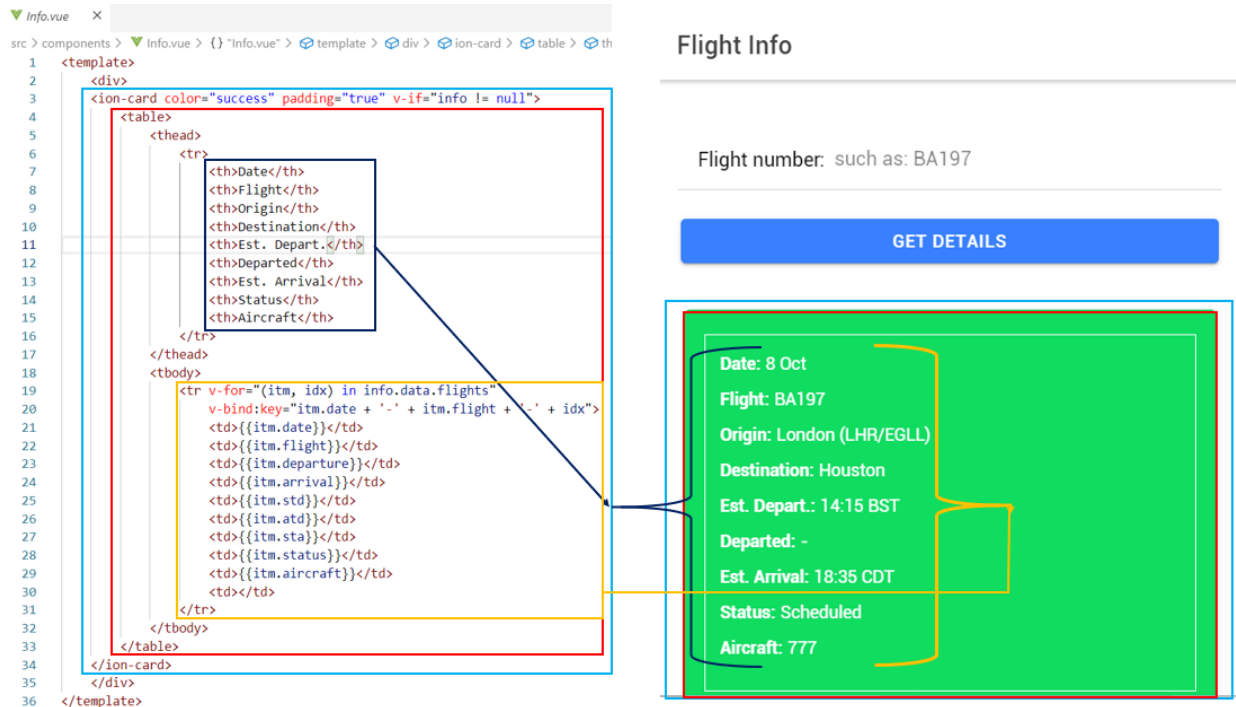 Info.vue ✕
src > components > Info.vue > {} "Info.vue" > template > div > ion-card > table > th
1 <template>
2 <div>
3 <ion-card color="success" padding="true" v-if="info != null">
4 <table>
5 <thead>
6 <tr>
7 <th>Date</th>
8 <th>Flight</th>
9 <th>Origin</th>
10 <th>Destination</th>
11 <th>Est. Depart.</th>
12 <th>Departed</th>
13 <th>Est. Arrival</th>
14 <th>Status</th>
15 <th>Aircraft</th>
16 </tr>
17 </thead>
18 <tbody>
19 <tr v-for="(itm, idx) in info.data.flights"
20 v-bind:key="itm.date + '-' + itm.flight + '-' + idx">
21 <td>{{itm.date}}</td>
22 <td>{{itm.flight}}</td>
23 <td>{{itm.departure}}</td>
24 <td>{{itm.arrival}}</td>
25 <td>{{itm.std}}</td>
26 <td>{{itm.atd}}</td>
27 <td>{{itm.sta}}</td>
28 <td>{{itm.status}}</td>
29 <td>{{itm.aircraft}}</td>
30 <td></td>
31 </tr>
32 </tbody>
33 </table>
34 </ion-card>
35 </div>
36 </template>
Flight Info
Flight number: such as: BA197
GET DETAILS
Date: 8 Oct
Flight: BA197
Origin: London (LHR/EGLL)
Destination: Houston
Est. Depart.: 14:15 BST
Departed: -
Est. Arrival: 18:35 CDT
Status: Scheduled
Aircraft: 777